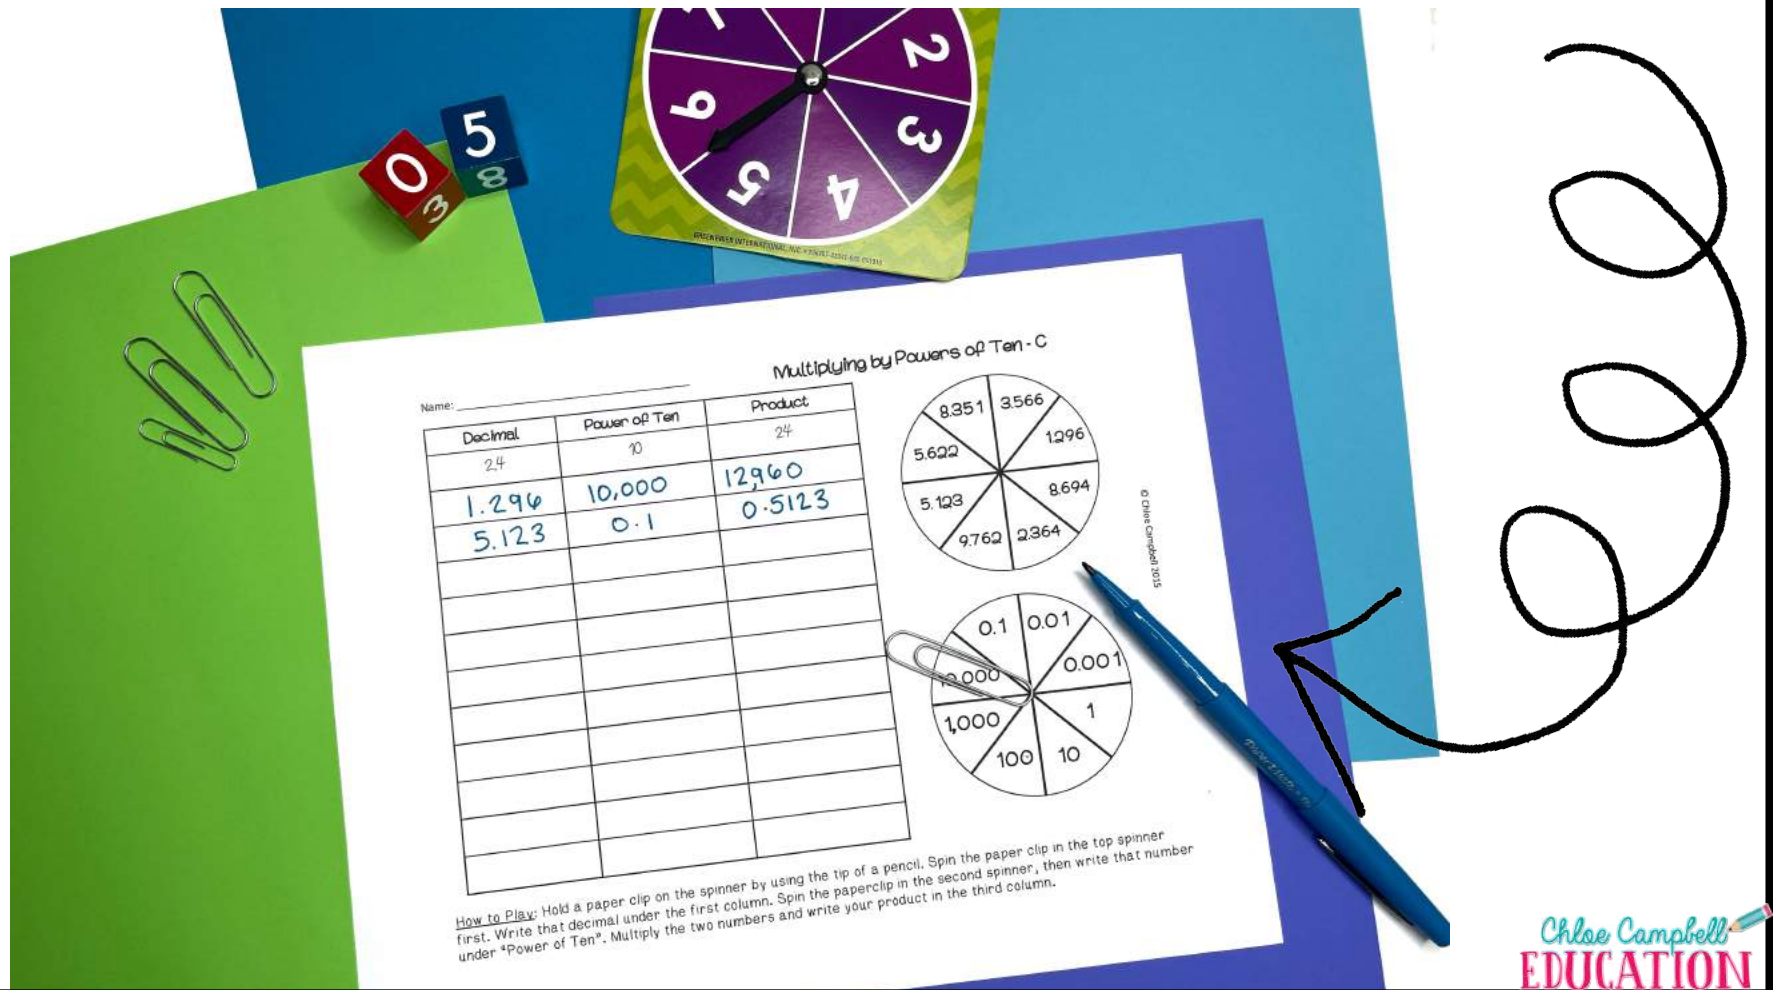 2
3
4
5
6
0
3
5
8
Multiplying by Powers of Ten - C
Name:
Decimal Power of Ten Product
2.4 10 24
1.296 10,000 12,960
5.123 0.1 0.5123
8.351 3.566
5.622 1.296
5.123 8.694
9.762 2.364
© Chloe Campbell 2015
0.1 0.01
10,000 0.001
1,000 1
100 10
How to Play: Hold a paper clip on the spinner by using the tip of a pencil. Spin the paper clip in the top spinner
first. Write that decimal under the first column. Spin the paperclip in the second spinner, then write that number
under “Power of Ten”. Multiply the two numbers and write your product in the third column.
Chloe Campbell
EDUCATION